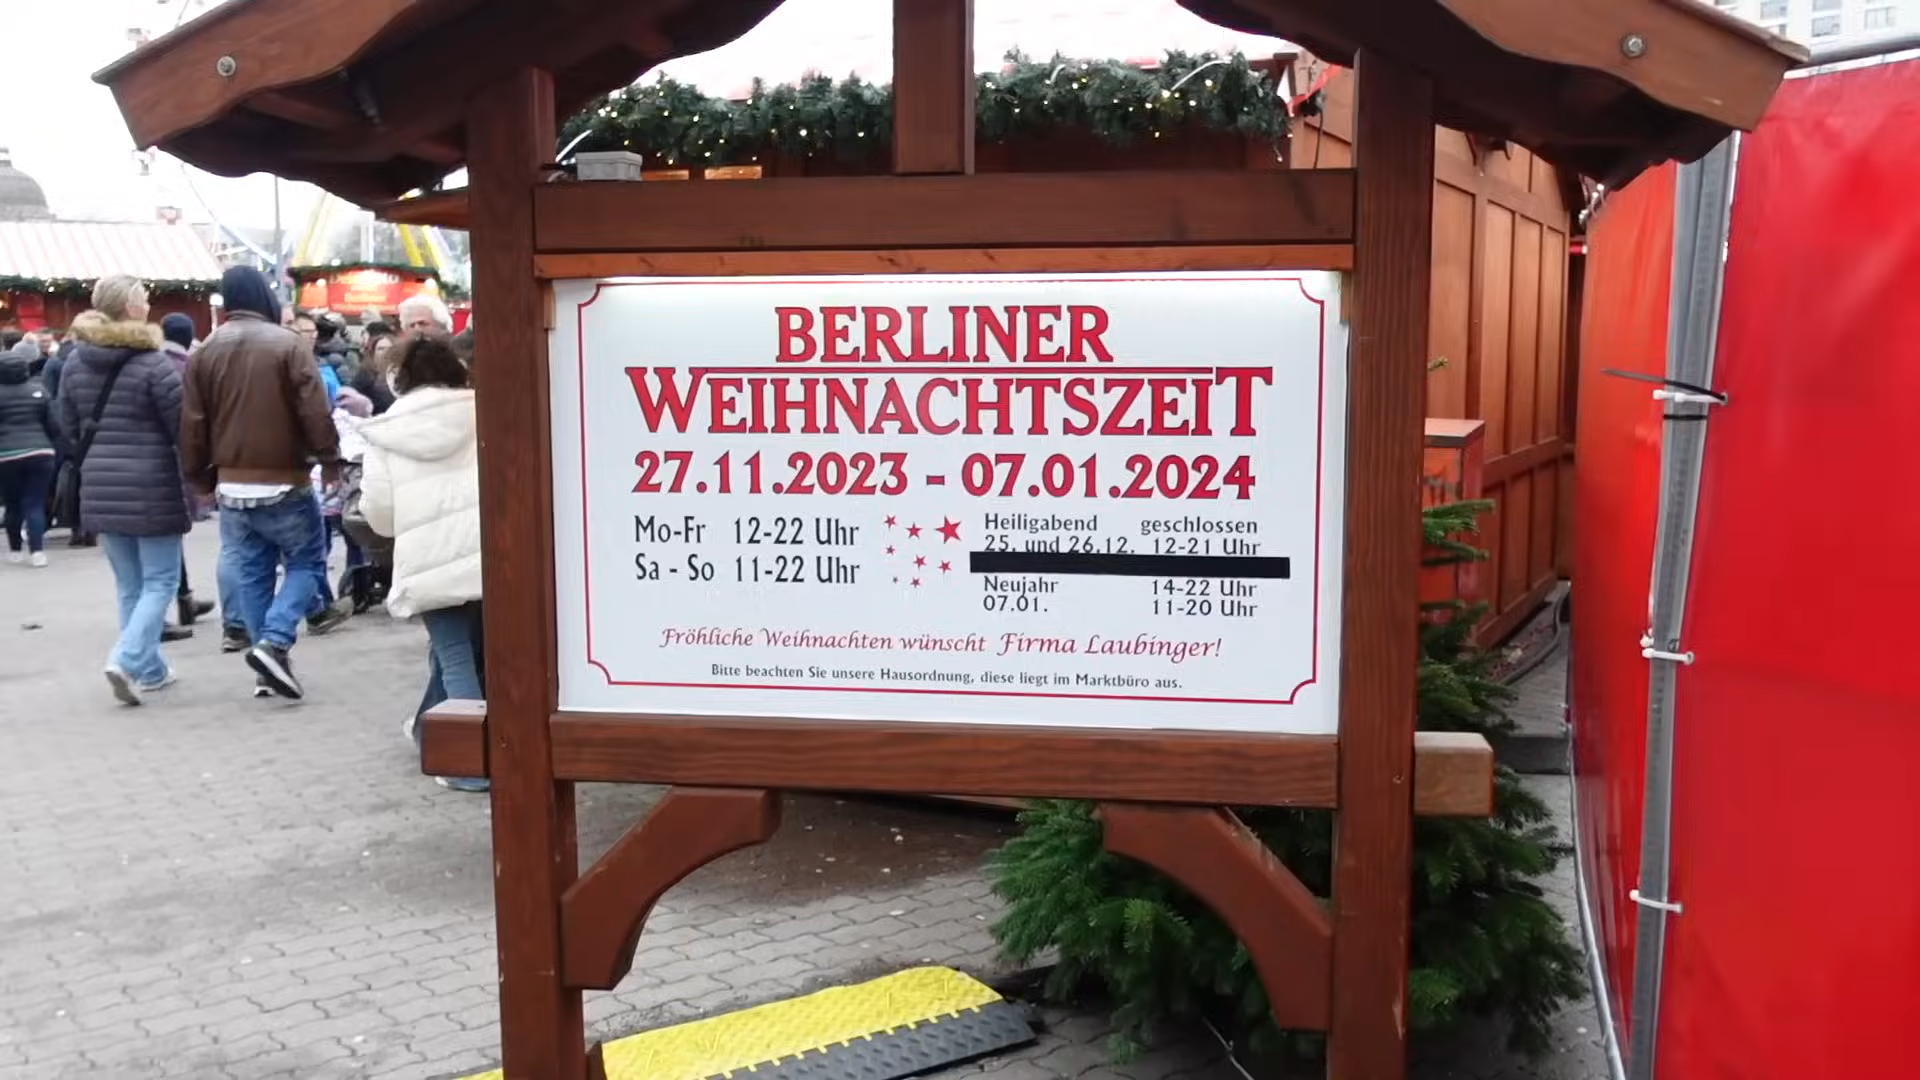 BERLINER
WEIHNACHTSZEIT
27.11.2023 - 07.01.2024
Mo-Fr 12-22 Uhr
Sa - So 11-22 Uhr
Heiligabend geschlossen
25. und 26.12. 12-21 Uhr
Neujahr 14-22 Uhr
07.01. 11-20 Uhr
Fröhliche Weihnachten wünscht Firma Laubinger!
Bitte beachten Sie unsere Hausordnung, diese liegt im Marktbüro aus.